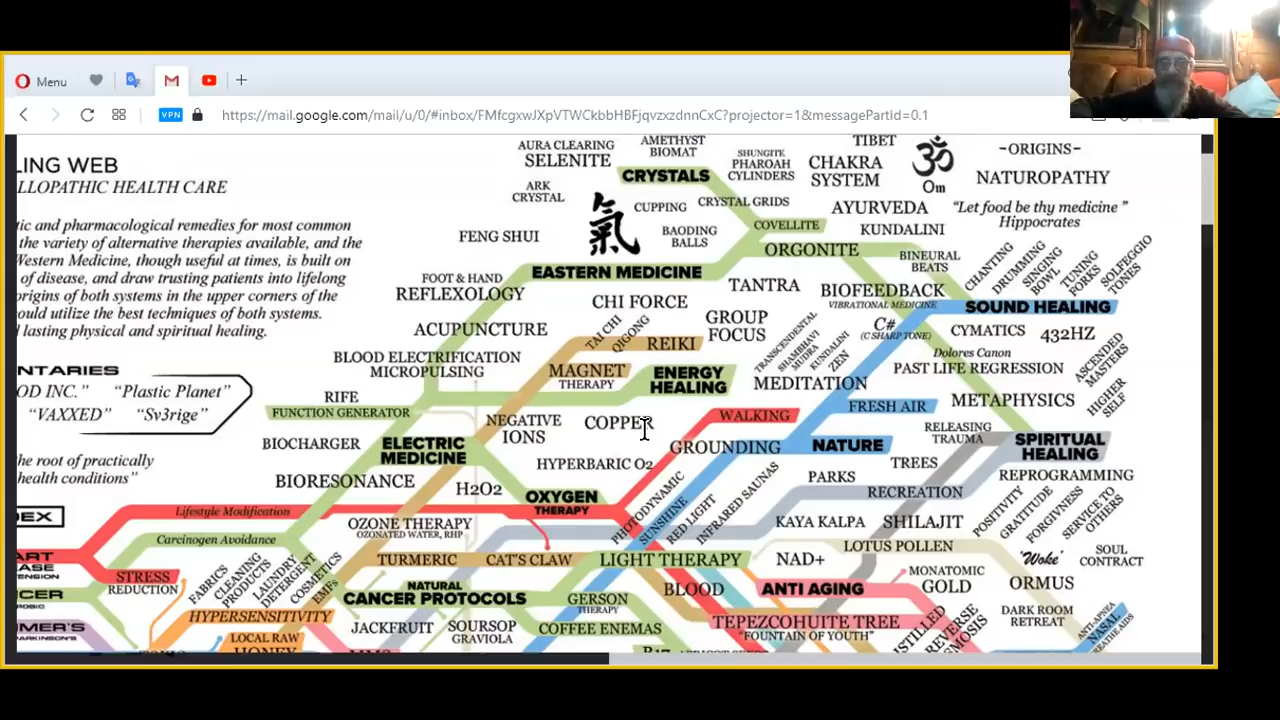 Menu
VPN
https://mail.google.com/mail/u/0/#inbox/FMfcgxwJXpVTWCkbbHBFjqvzxzdnnCxC?projector=1&messagePartId=0.1
LING WEB
LLOPATHIC HEALTH CARE
tic and pharmacological remedies for most common
the variety of alternative therapies available, and the
Western Medicine, though useful at times, is built on
of disease, and draw trusting patients into lifelong
origins of both systems in the upper corners of the
ould utilize the best techniques of both systems.
l lasting physical and spiritual healing.
NTARIES
OD INC." "Plastic Planet"
"VAXXED" "Sv3rige"
he root of practically
health conditions"
DEX
AURA CLEARING
SELENITE
AMETHYST
BIOMAT
CRYSTALS
SHUNGITE
PHAROAH
CYLINDERS
TIBET
CHAKRA
SYSTEM
ॐ
Om
-ORIGINS-
NATUROPATHY
"Let food be thy medicine "
Hippocrates
ARK
CRYSTAL
氣
CUPPING
CRYSTAL GRIDS
AYURVEDA
KUNDALINI
FENG SHUI
BAODING
BALLS
COVELLITE
ORGONITE
BINEURAL
BEATS
CHANTING
DRUMMING
SINGING
BOWL
TUNING
FORKS
SOLFEGGIO
TONES
EASTERN MEDICINE
FOOT & HAND
REFLEXOLOGY
CHI FORCE
TANTRA
BIOFEEDBACK
VIBRATIONAL MEDICINE
SOUND HEALING
ACUPUNCTURE
TAI CHI
QIGONG
REIKI
GROUP
FOCUS
TRANSCENDENTAL
SHAMBHAVI
MUDRA
KUNDALINI
ZEN
C#
(C SHARP TONE)
CYMATICS
432HZ
Dolores Canon
PAST LIFE REGRESSION
ASCENDED
MASTERS
HIGHER
SELF
BLOOD ELECTRIFICATION
MICROPULSING
MAGNET
THERAPY
ENERGY
HEALING
MEDITATION
RIFE
FUNCTION GENERATOR
NEGATIVE
IONS
COPPER
WALKING
FRESH AIR
METAPHYSICS
BIOCHARGER
ELECTRIC
MEDICINE
GROUNDING
NATURE
RELEASING
TRAUMA
SPIRITUAL
HEALING
HYPERBARIC O2
TREES
BIORESONANCE
H2O2
OXYGEN
THERAPY
PHOTODYNAMIC
SUNSHINE
RED LIGHT
INFRARED SAUNAS
PARKS
RECREATION
REPROGRAMMING
POSITIVITY
GRATITUDE
FORGIVNESS
SERVICE TO
OTHERS
Lifestyle Modification
OZONE THERAPY
OZONATED WATER, RHP
KAYA KALPA
SHILAJIT
Carcinogen Avoidance
TURMERIC
CAT'S CLAW
LIGHT THERAPY
NAD+
LOTUS POLLEN
'Woke'
SOUL
CONTRACT
STRESS
REDUCTION
FABRICS
CLEANING
PRODUCTS
LAUNDRY
DETERGENT
COSMETICS
EMFs
NATURAL
CANCER PROTOCOLS
GERSON
THERAPY
BLOOD
ANTI AGING
MONATOMIC
GOLD
ORMUS
HYPERSENSITIVITY
JACKFRUIT
SOURSOP
GRAVIOLA
COFFEE ENEMAS
TEPEZCOHUITE TREE
"FOUNTAIN OF YOUTH"
DARK ROOM
RETREAT
LOCAL RAW
HONEY
NASAL